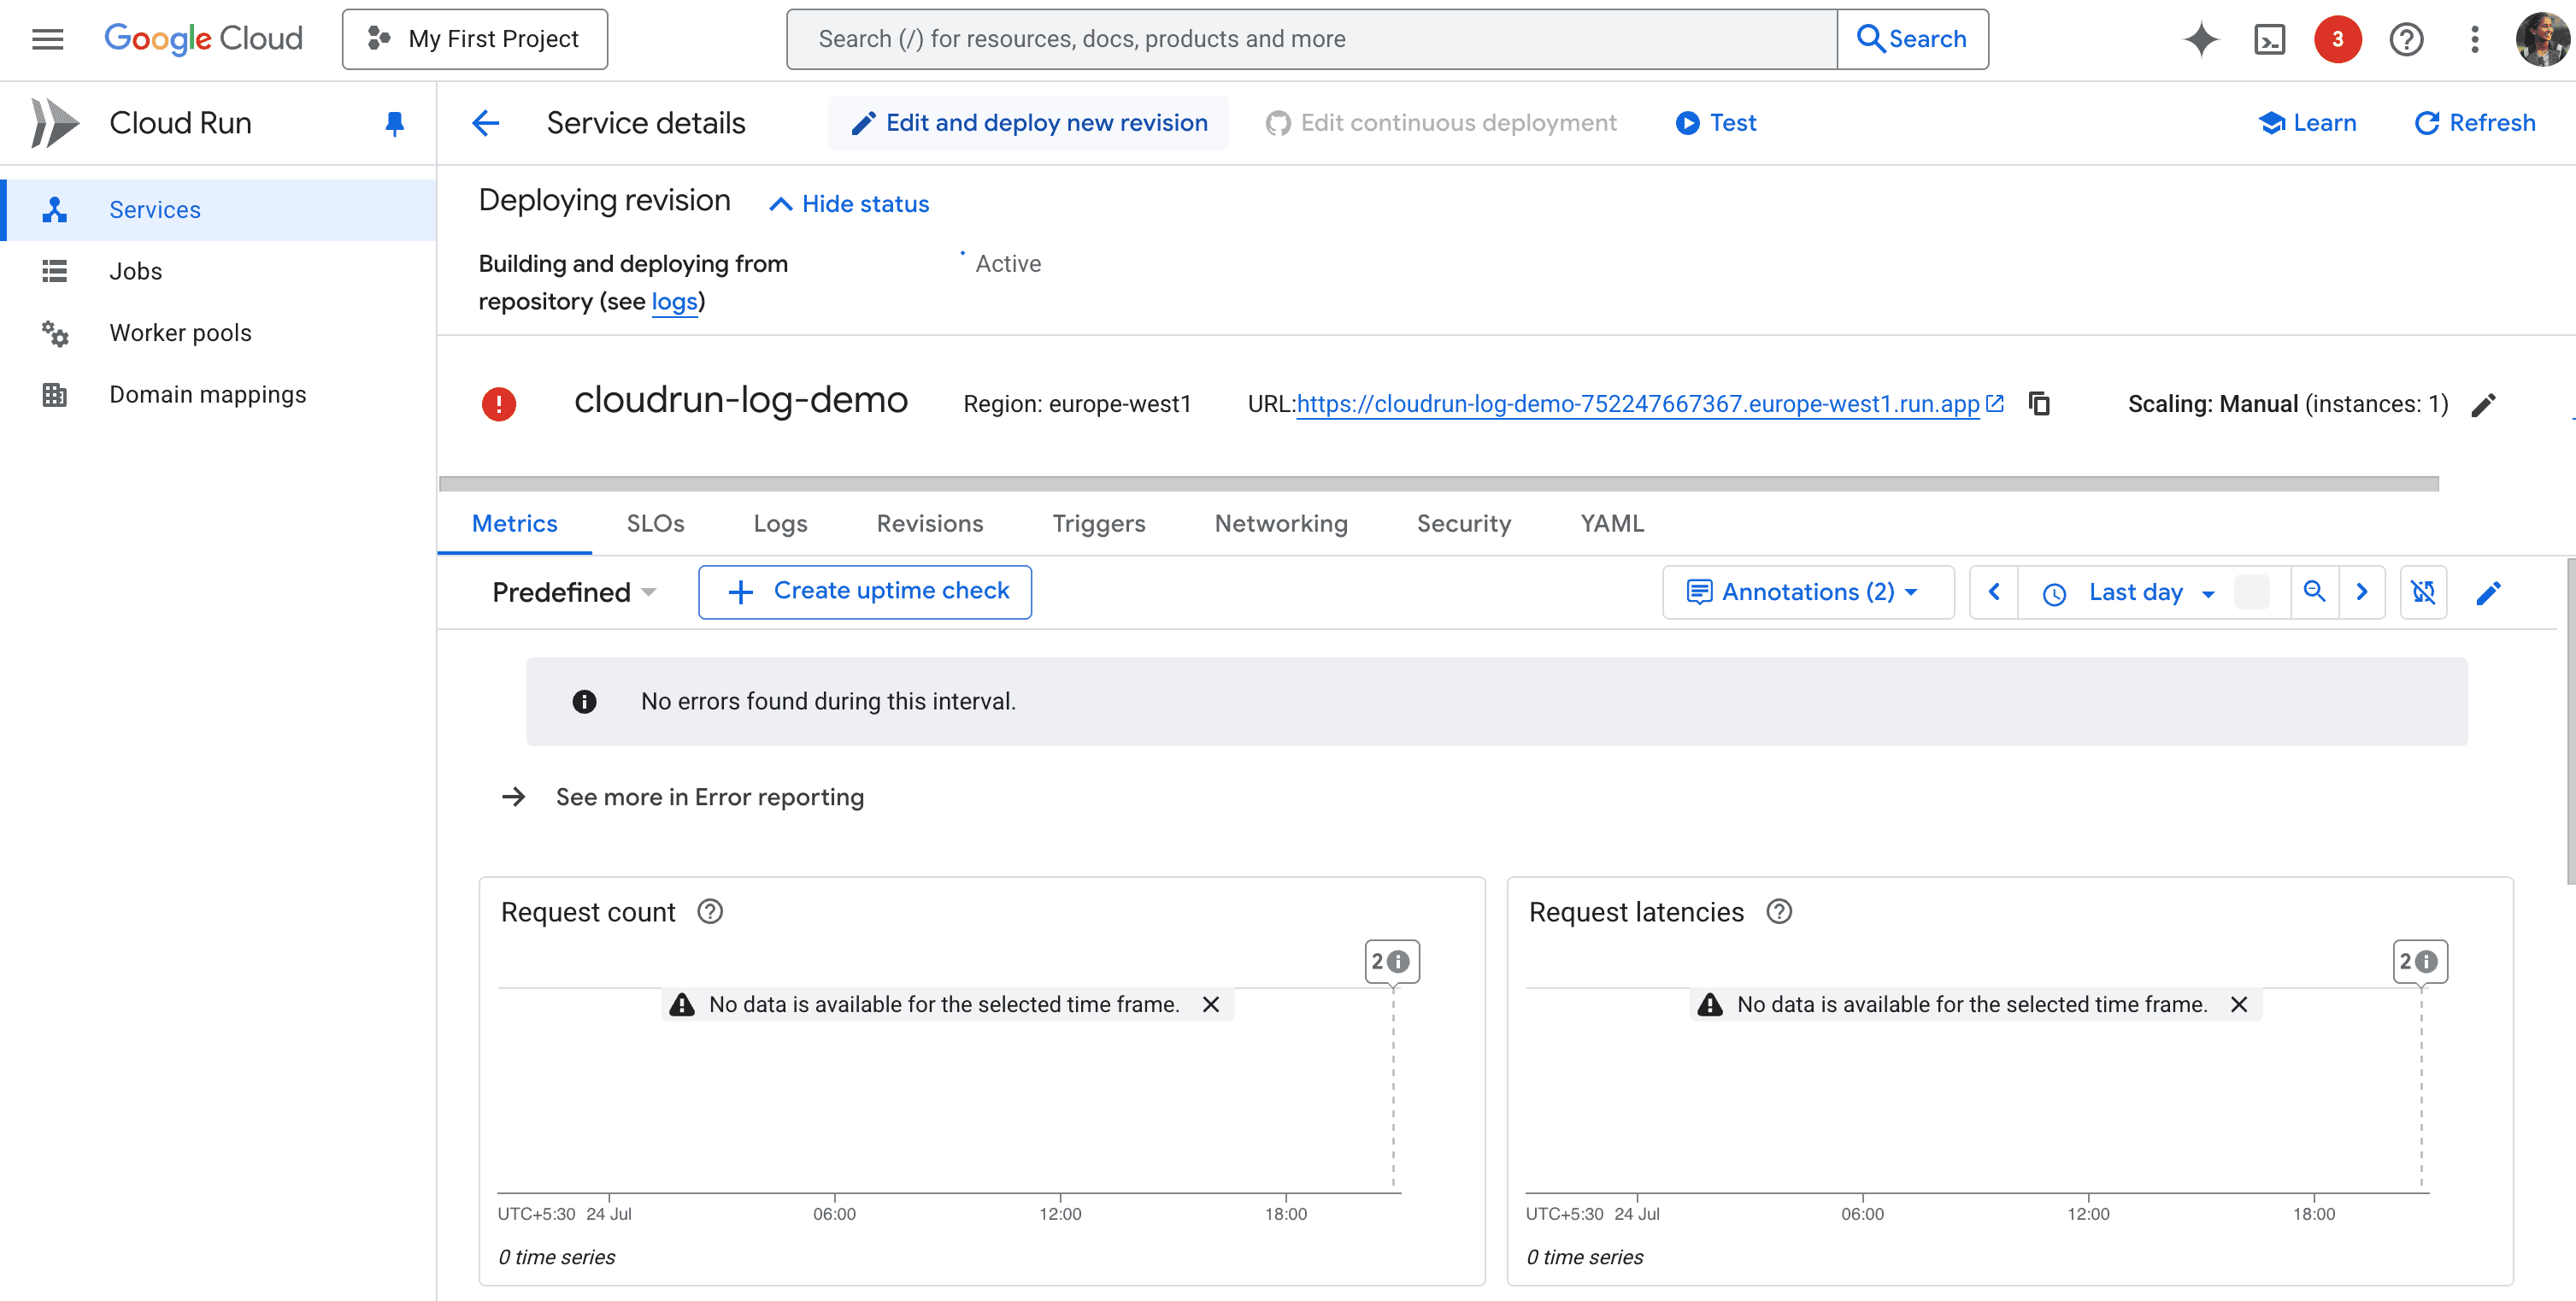 Google Cloud
My First Project
Search (/) for resources, docs, products and more
Search
3
Cloud Run
Service details
Edit and deploy new revision
Edit continuous deployment
Test
Learn
Refresh
Services
Jobs
Worker pools
Domain mappings
Deploying revision
Hide status
Building and deploying from
repository (see logs)
Active
cloudrun-log-demo
Region: europe-west1
URL:https://cloudrun-log-demo-752247667367.europe-west1.run.app
Scaling: Manual (instances: 1)
Metrics
SLOs
Logs
Revisions
Triggers
Networking
Security
YAML
Predefined
Create uptime check
Annotations (2)
Last day
No errors found during this interval.
See more in Error reporting
Request count
2
No data is available for the selected time frame.
UTC+5:30 24 Jul 06:00 12:00 18:00
0 time series
Request latencies
2
No data is available for the selected time frame.
UTC+5:30 24 Jul 06:00 12:00 18:00
0 time series